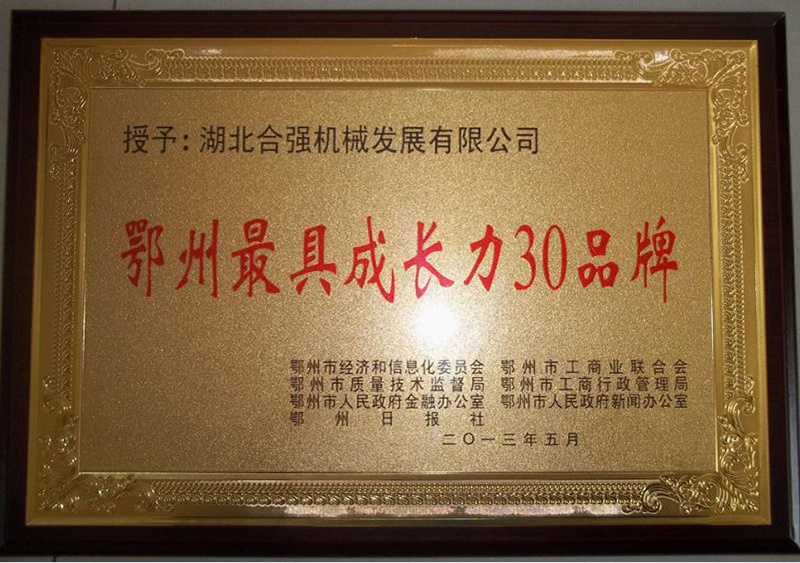 授予：湖北合强机械发展有限公司
鄂州最具成长力30品牌
鄂州市经济和信息化委员会 鄂州市工商业联合会
鄂州市质量技术监督局 鄂州市工商行政管理局
鄂州市人民政府金融办公室 鄂州市人民政府新闻办公室
鄂州日报社
二〇一三年五月